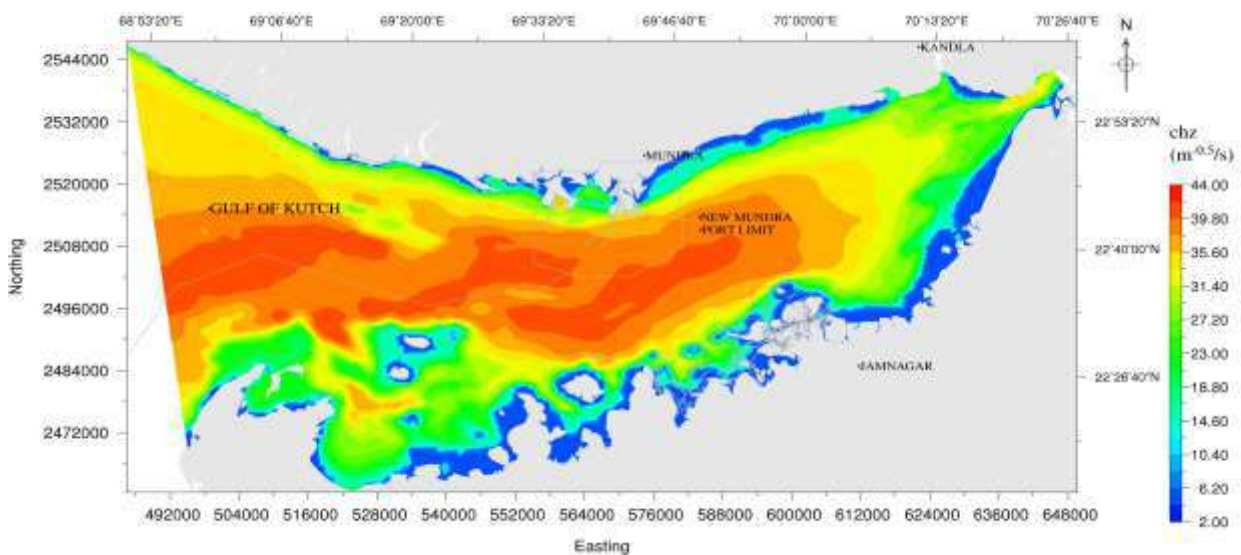 68°53'20"E 69°06'40"E 69°20'00"E 69°33'20"E 69°46'40"E 70°00'00"E 70°13'20"E 70°26'40"E
N
KANDLA
2544000
2532000
2520000
2508000
2496000
2484000
2472000
Northing
22°53'20"N
22°40'00"N
22°26'40"N
MUNDRA
GULF OF KUTCH
NEW MUNDRA
PORT LIMIT
JAMNAGAR
chz
(m⁻⁰·⁵/s)
44.00
39.80
35.60
31.40
27.20
23.00
18.80
14.60
10.40
6.20
2.00
492000 504000 516000 528000 540000 552000 564000 576000 588000 600000 612000 624000 636000 648000
Easting